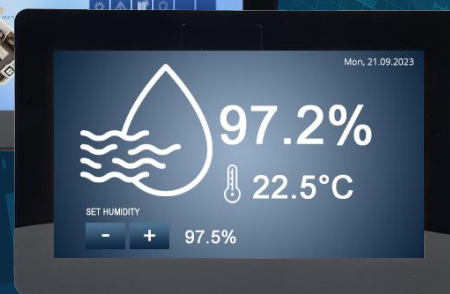 Mon, 21.09.2023
97.2%
22.5°C
SET HUMIDITY
- +
97.5%